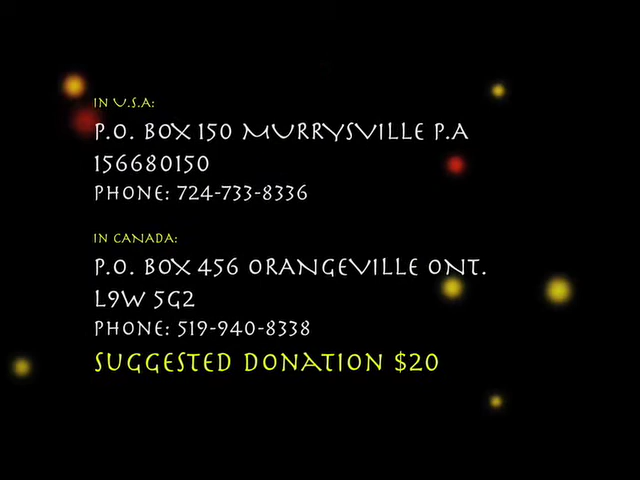 IN U.S.A:
P.O. BOX 150 MURRYSVILLE P.A
156680150
PHONE: 724-733-8336
IN CANADA:
P.O. BOX 456 ORANGEVILLE ONT.
L9W 5G2
PHONE: 519-940-8338
SUGGESTED DONATION $20